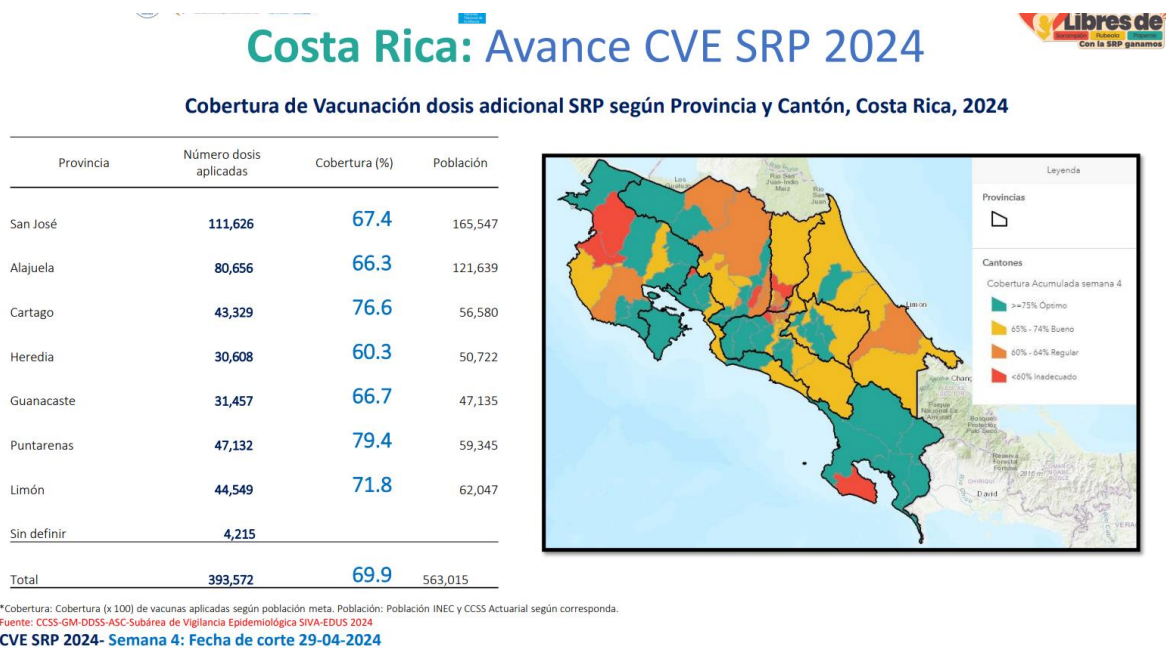 Libres de
Sarampión Rubéola Paperas
Con la SRP ganamos
Costa Rica: Avance CVE SRP 2024
Cobertura de Vacunación dosis adicional SRP según Provincia y Cantón, Costa Rica, 2024
Provincia Número dosis aplicadas Cobertura (%) Población
San José 111,626 67.4 165,547
Alajuela 80,656 66.3 121,639
Cartago 43,329 76.6 56,580
Heredia 30,608 60.3 50,722
Guanacaste 31,457 66.7 47,135
Puntarenas 47,132 79.4 59,345
Limón 44,549 71.8 62,047
Sin definir 4,215
Total 393,572 69.9 563,015
Leyenda
Provincias
Cantones
Cobertura Acumulada semana 4
>=75% Óptimo
65% - 74% Bueno
60% - 64% Regular
<60% Inadecuado
Los
Rio San
Juan
Limon
David
CHIRIQUI
*Cobertura: Cobertura (x 100) de vacunas aplicadas según población meta. Población: Población INEC y CCSS Actuarial según corresponda.
Fuente: CCSS-GM-DDSS-ASC-Subárea de Vigilancia Epidemiológica SIVA-EDUS 2024
CVE SRP 2024- Semana 4: Fecha de corte 29-04-2024